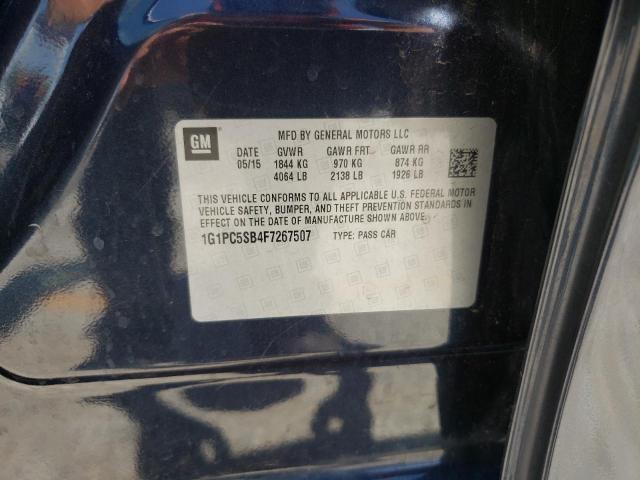 GM
MFD BY GENERAL MOTORS LLC
DATE GVWR GAWR FRT GAWR RR
05/15 1844 KG 970 KG 874 KG
4064 LB 2138 LB 1926 LB
THIS VEHICLE CONFORMS TO ALL APPLICABLE U.S. FEDERAL MOTOR
VEHICLE SAFETY, BUMPER, AND THEFT PREVENTION STANDARDS IN
EFFECT ON THE DATE OF MANUFACTURE SHOWN ABOVE.
1G1PC5SB4F7267507 TYPE: PASS CAR